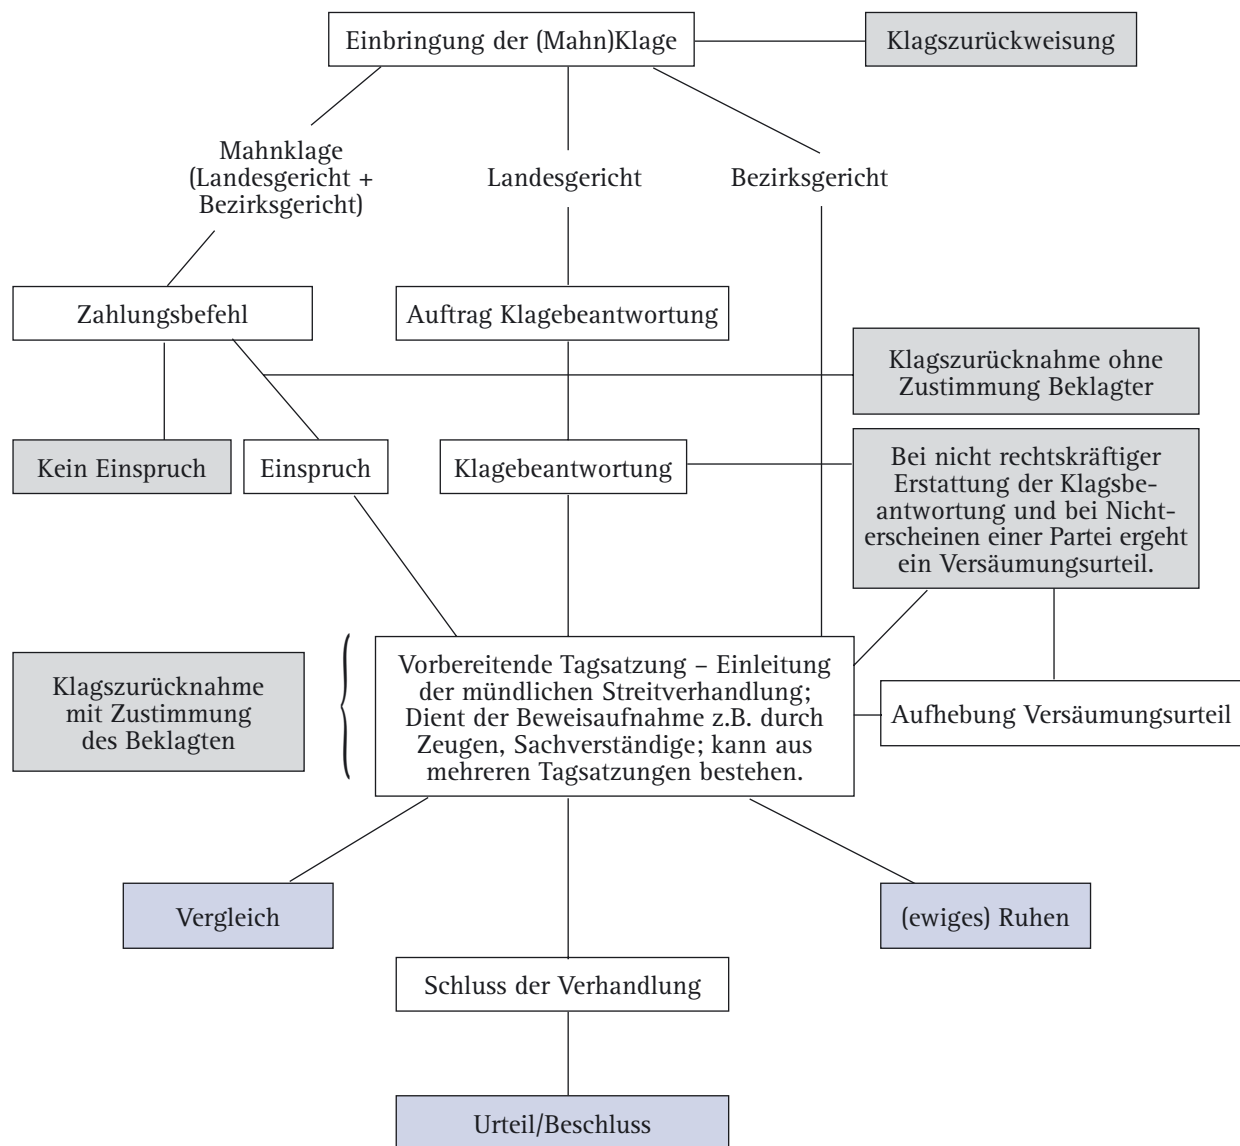 Einbringung der (Mahn)Klage
Klagszurückweisung
Mahnklage
(Landesgericht +
Bezirksgericht)
Landesgericht
Bezirksgericht
Zahlungsbefehl
Auftrag Klagebeantwortung
Klagszurücknahme ohne
Zustimmung Beklagter
Kein Einspruch
Einspruch
Klagebeantwortung
Bei nicht rechtskräftiger
Erstattung der Klagsbe-
antwortung und bei Nicht-
erscheinen einer Partei ergeht
ein Versäumungsurteil.
Klagszurücknahme
mit Zustimmung
des Beklagten
Vorbereitende Tagsatzung – Einleitung
der mündlichen Streitverhandlung;
Dient der Beweisaufnahme z.B. durch
Zeugen, Sachverständige; kann aus
mehreren Tagsatzungen bestehen.
Aufhebung Versäumungsurteil
Vergleich
(ewiges) Ruhen
Schluss der Verhandlung
Urteil/Beschluss